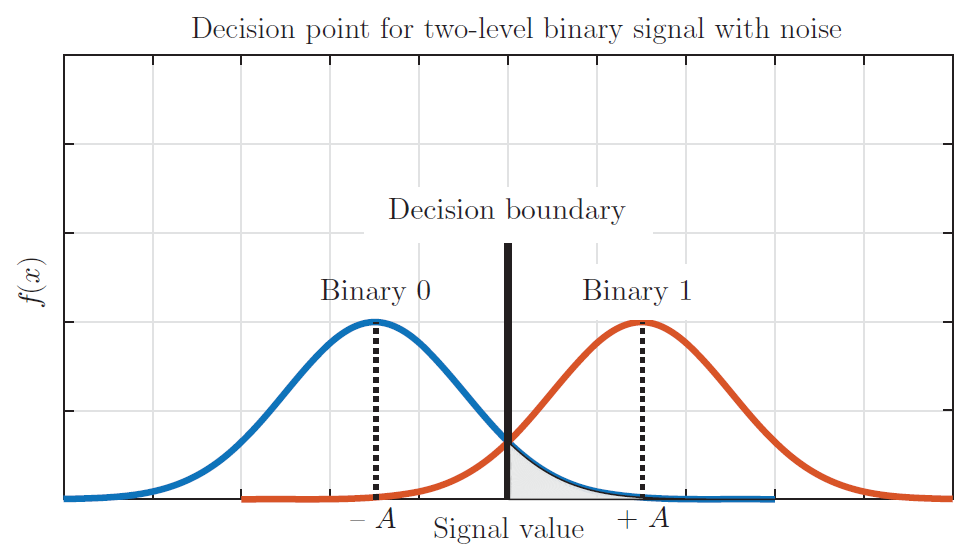 Decision point for two-level binary signal with noise
Decision boundary
Binary 0
Binary 1
f(x)
– A
+ A
Signal value